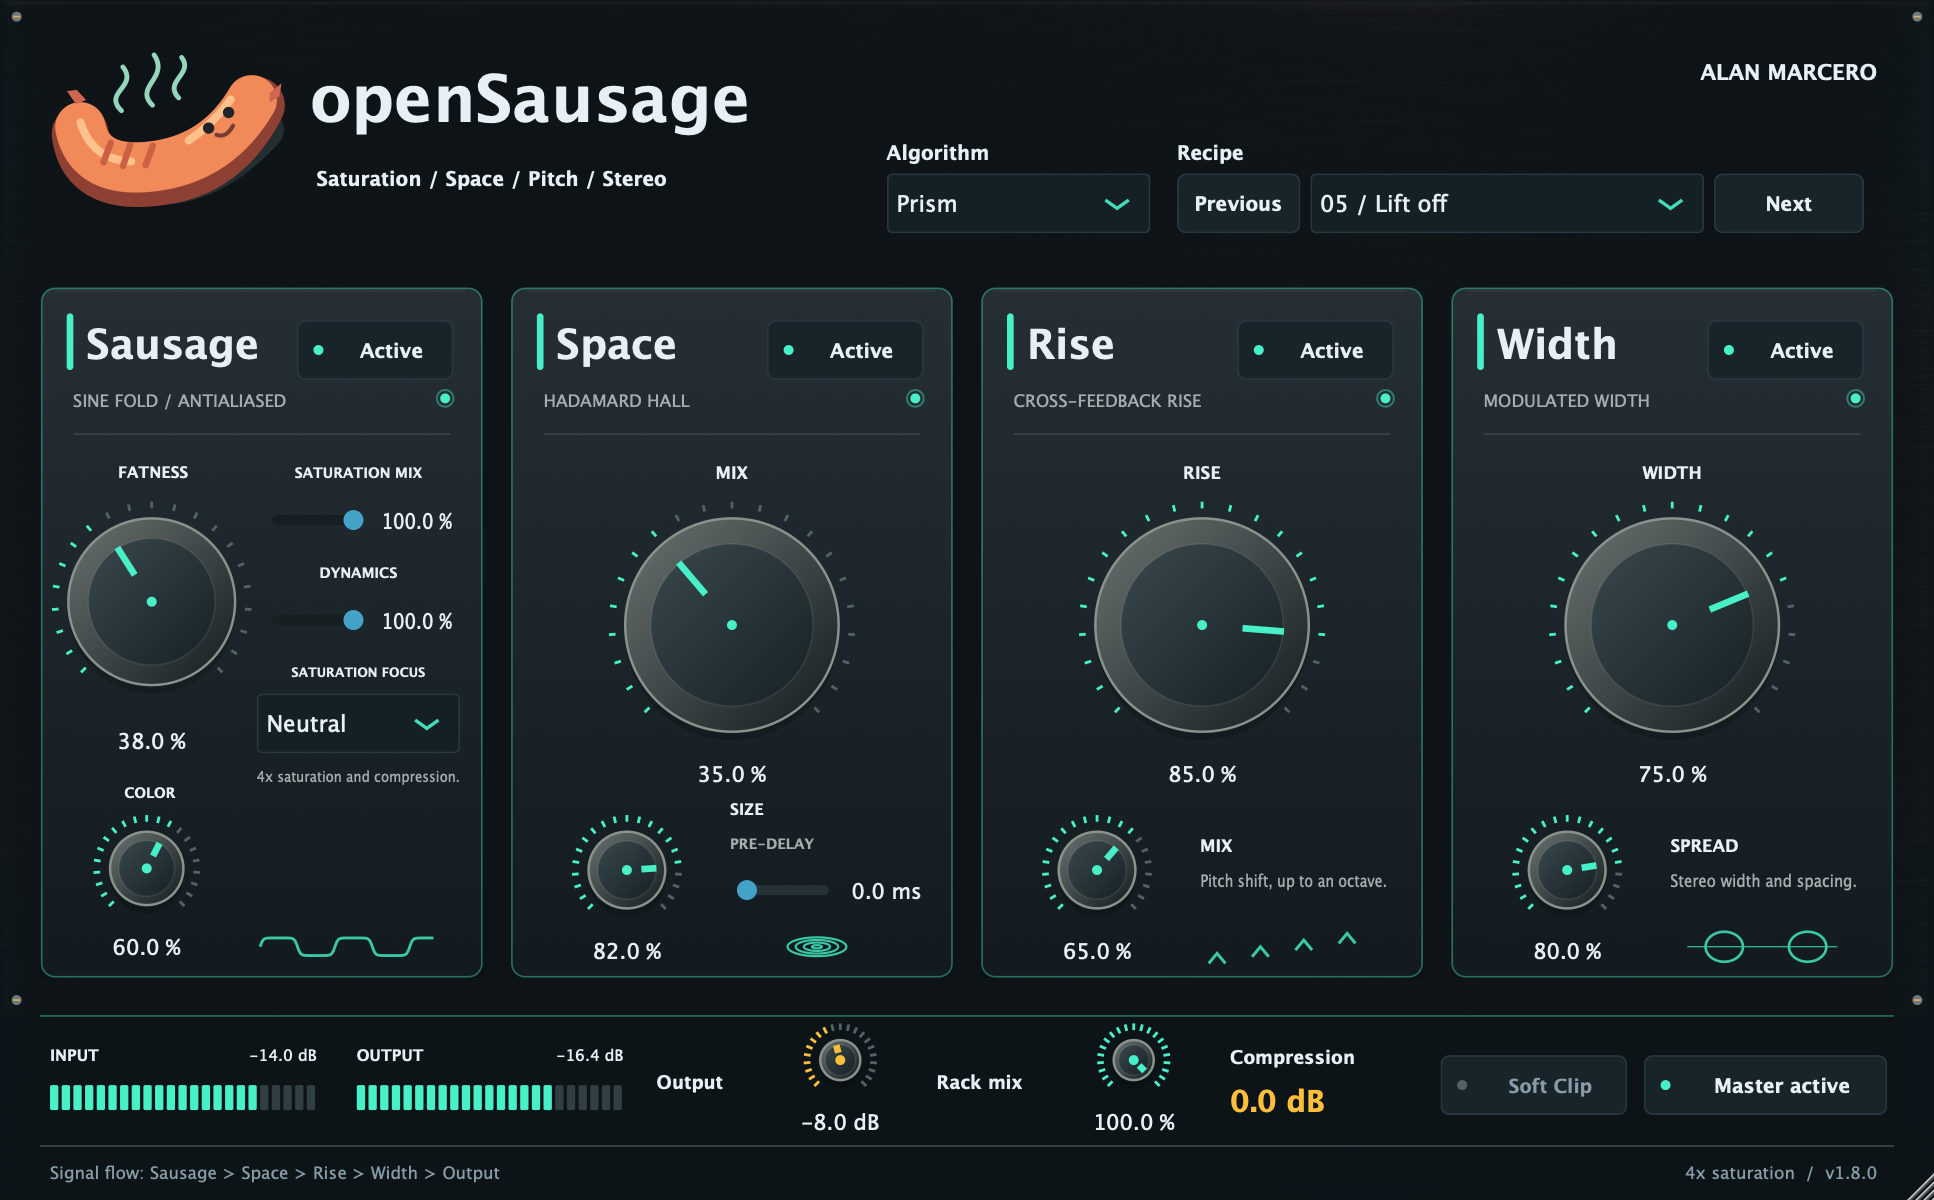 openSausage
Saturation / Space / Pitch / Stereo
ALAN MARCERO
Algorithm
Prism
Recipe
Previous
05 / Lift off
Next
Sausage
Active
SINE FOLD / ANTIALIASED
FATNESS
38.0 %
SATURATION MIX
100.0 %
DYNAMICS
100.0 %
SATURATION FOCUS
Neutral
4x saturation and compression.
COLOR
60.0 %
Space
Active
HADAMARD HALL
MIX
35.0 %
SIZE
PRE-DELAY
0.0 ms
82.0 %
Rise
Active
CROSS-FEEDBACK RISE
RISE
85.0 %
MIX
Pitch shift, up to an octave.
65.0 %
Width
Active
MODULATED WIDTH
WIDTH
75.0 %
SPREAD
Stereo width and spacing.
80.0 %
INPUT
-14.0 dB
OUTPUT
-16.4 dB
Output
-8.0 dB
Rack mix
100.0 %
Compression
0.0 dB
Soft Clip
Master active
Signal flow: Sausage > Space > Rise > Width > Output
4x saturation / v1.8.0